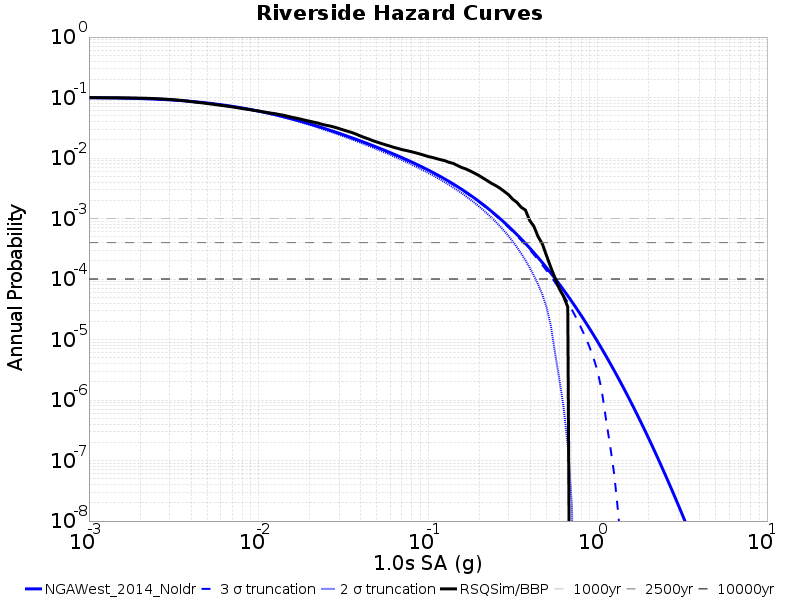 Riverside Hazard Curves
Annual Probability
10^0
10^-1
10^-2
10^-3
10^-4
10^-5
10^-6
10^-7
10^-8
10^-3 10^-2 10^-1 10^0 10^1
1.0s SA (g)
NGAWest_2014_NoIdr 3 σ truncation 2 σ truncation RSQSim/BBP 1000yr 2500yr 10000yr